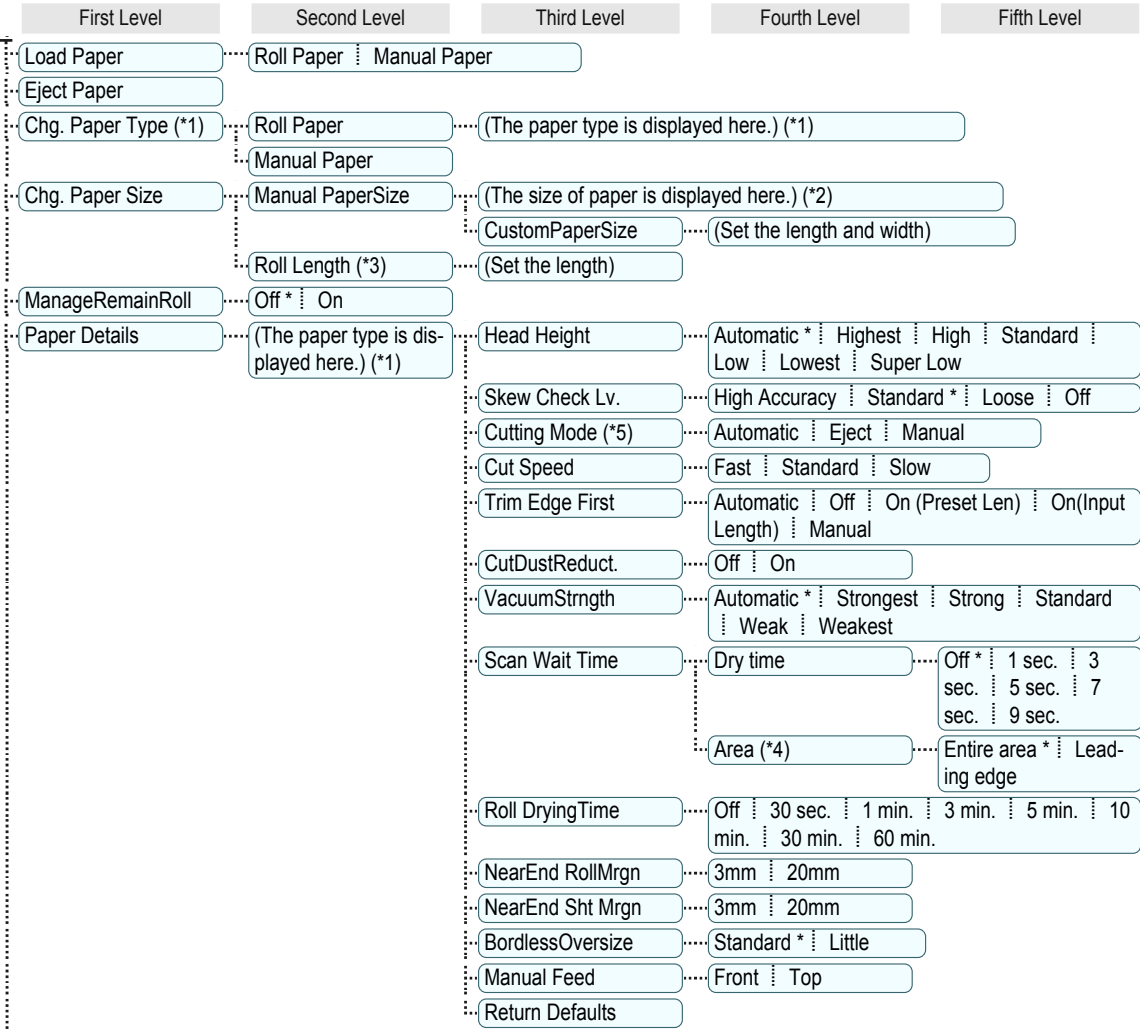 First Level Second Level Third Level Fourth Level Fifth Level
Load Paper Roll Paper Manual Paper
Eject Paper
Chg. Paper Type (*1) Roll Paper (The paper type is displayed here.) (*1)
Manual Paper
Chg. Paper Size Manual PaperSize (The size of paper is displayed here.) (*2)
CustomPaperSize (Set the length and width)
Roll Length (*3) (Set the length)
ManageRemainRoll Off * On
Paper Details (The paper type is dis-
played here.) (*1)
Head Height Automatic * Highest High Standard
Low Lowest Super Low
Skew Check Lv. High Accuracy Standard * Loose Off
Cutting Mode (*5) Automatic Eject Manual
Cut Speed Fast Standard Slow
Trim Edge First Automatic Off On (Preset Len) On(Input
Length) Manual
CutDustReduct. Off On
VacuumStrngth Automatic * Strongest Strong Standard
Weak Weakest
Scan Wait Time Dry time Off * 1 sec. 3
sec. 5 sec. 7
sec. 9 sec.
Area (*4) Entire area * Lead-
ing edge
Roll DryingTime Off 30 sec. 1 min. 3 min. 5 min. 10
min. 30 min. 60 min.
NearEnd RollMrgn 3mm 20mm
NearEnd Sht Mrgn 3mm 20mm
BordlessOversize Standard * Little
Manual Feed Front Top
Return Defaults